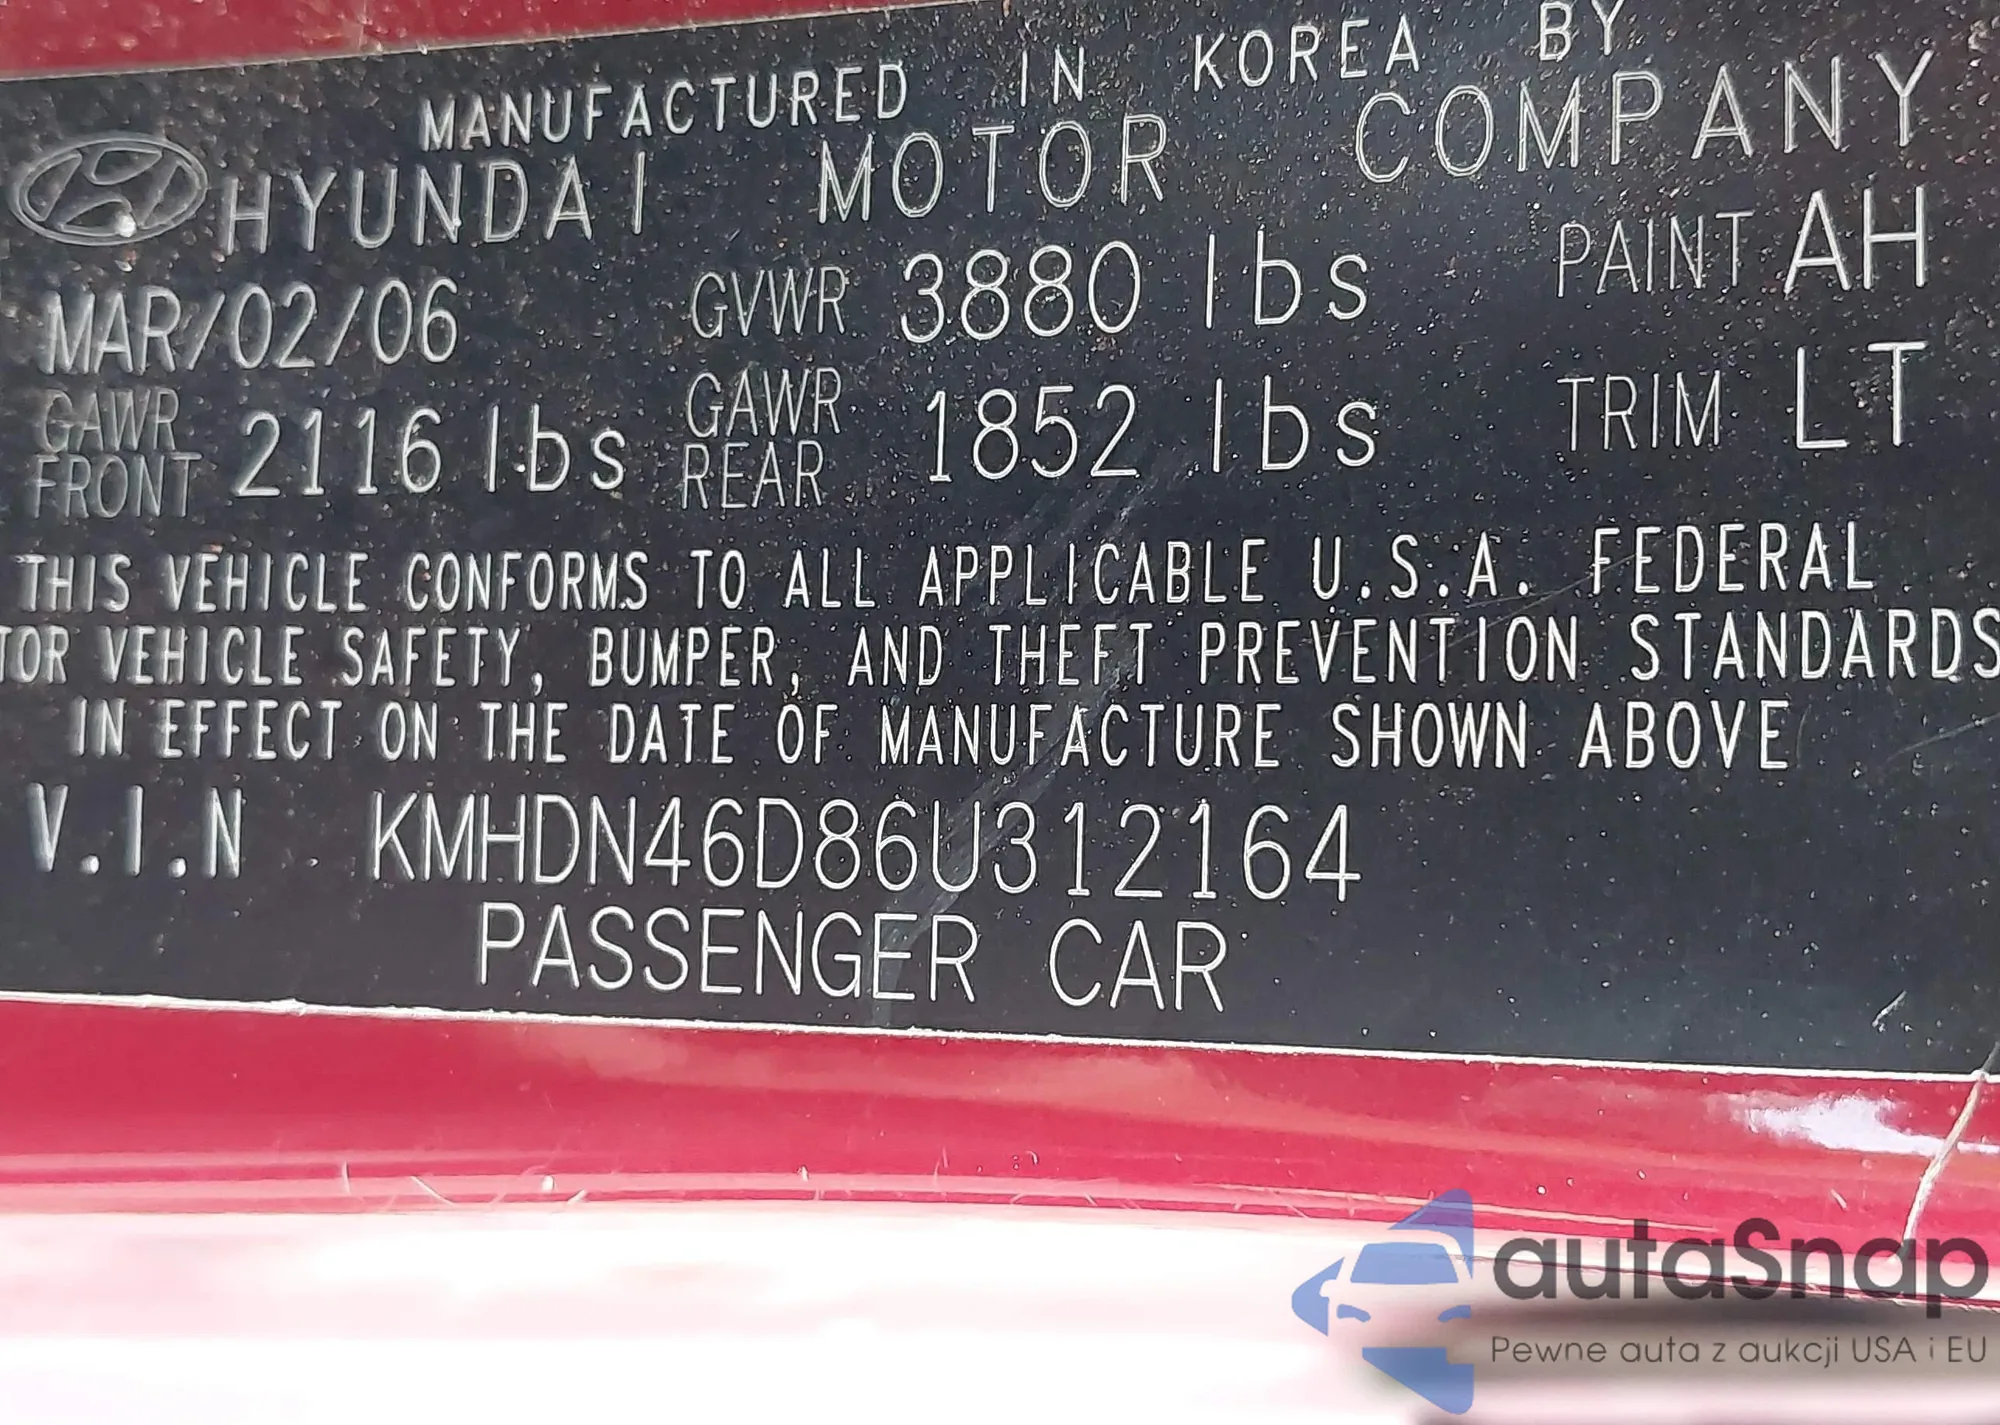 MANUFACTURED IN KOREA BY
HYUNDAI MOTOR COMPANY
MAR/02/06 GVWR 3880 lbs PAINT AH
GAWR FRONT 2116 lbs GAWR REAR 1852 lbs TRIM LT
THIS VEHICLE CONFORMS TO ALL APPLICABLE U.S.A. FEDERAL
TOR VEHICLE SAFETY, BUMPER, AND THEFT PREVENTION STANDARDS
IN EFFECT ON THE DATE OF MANUFACTURE SHOWN ABOVE
V.I.N KMHDN46D86U312164
PASSENGER CAR
autaSnap
Pewne auta z aukcji USA i EU